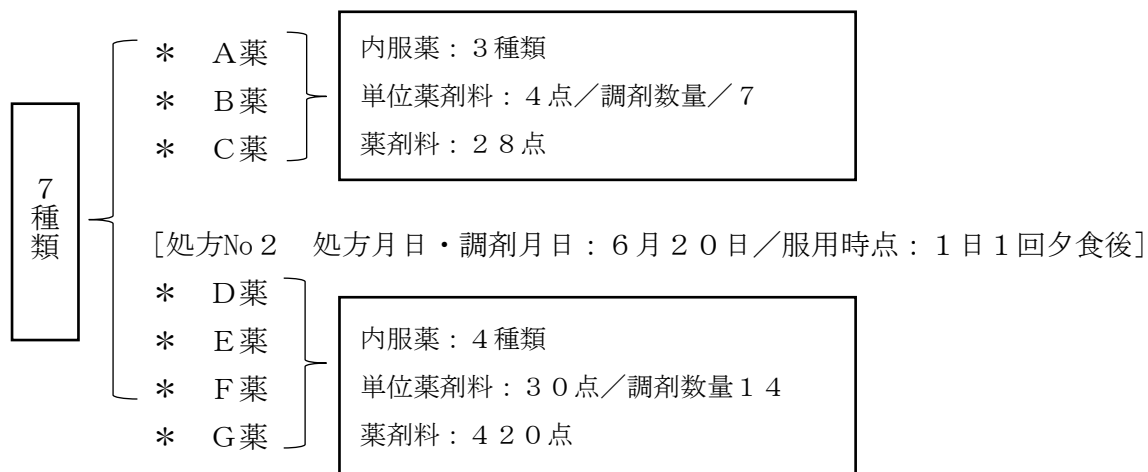 ＊　Ａ薬
＊　Ｂ薬
＊　Ｃ薬
内服薬：３種類
単位薬剤料：４点／調剤数量／７
薬剤料：２８点
７種類
［処方No２　処方月日・調剤月日：６月２０日／服用時点：１日１回夕食後］
＊　Ｄ薬
＊　Ｅ薬
＊　Ｆ薬
＊　Ｇ薬
内服薬：４種類
単位薬剤料：３０点／調剤数量１４
薬剤料：４２０点